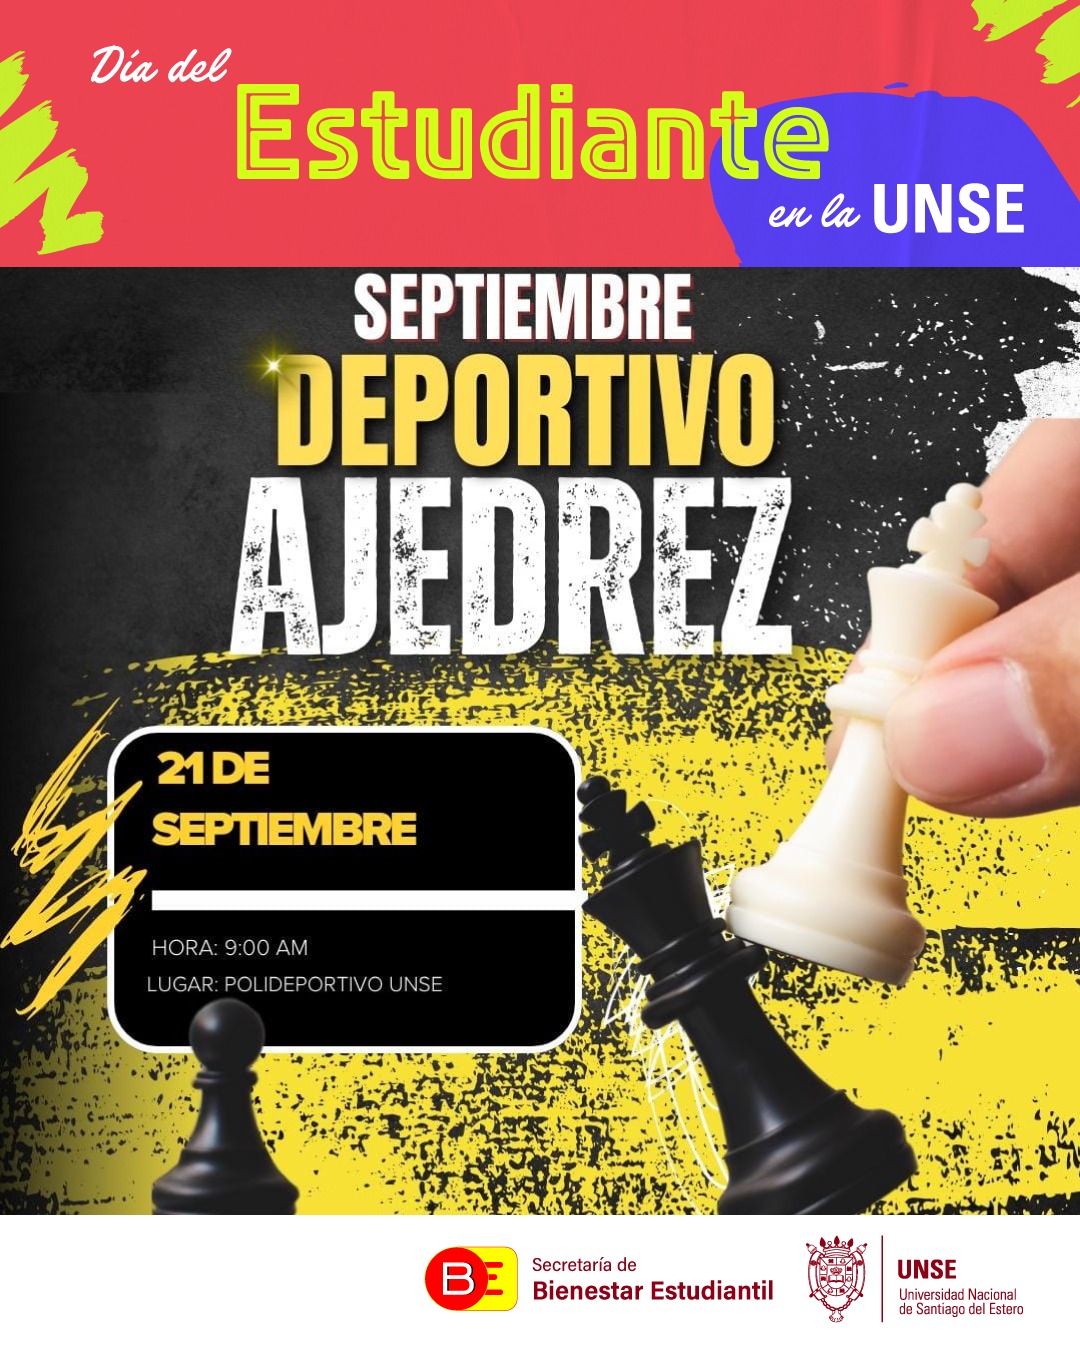 Día del
Estudiante
en la UNSE
SEPTIEMBRE
DEPORTIVO
AJEDREZ
21 DE
SEPTIEMBRE
HORA: 9:00 AM
LUGAR: POLIDEPORTIVO UNSE
BE
Secretaría de
Bienestar Estudiantil
UNSE
Universidad Nacional
de Santiago del Estero